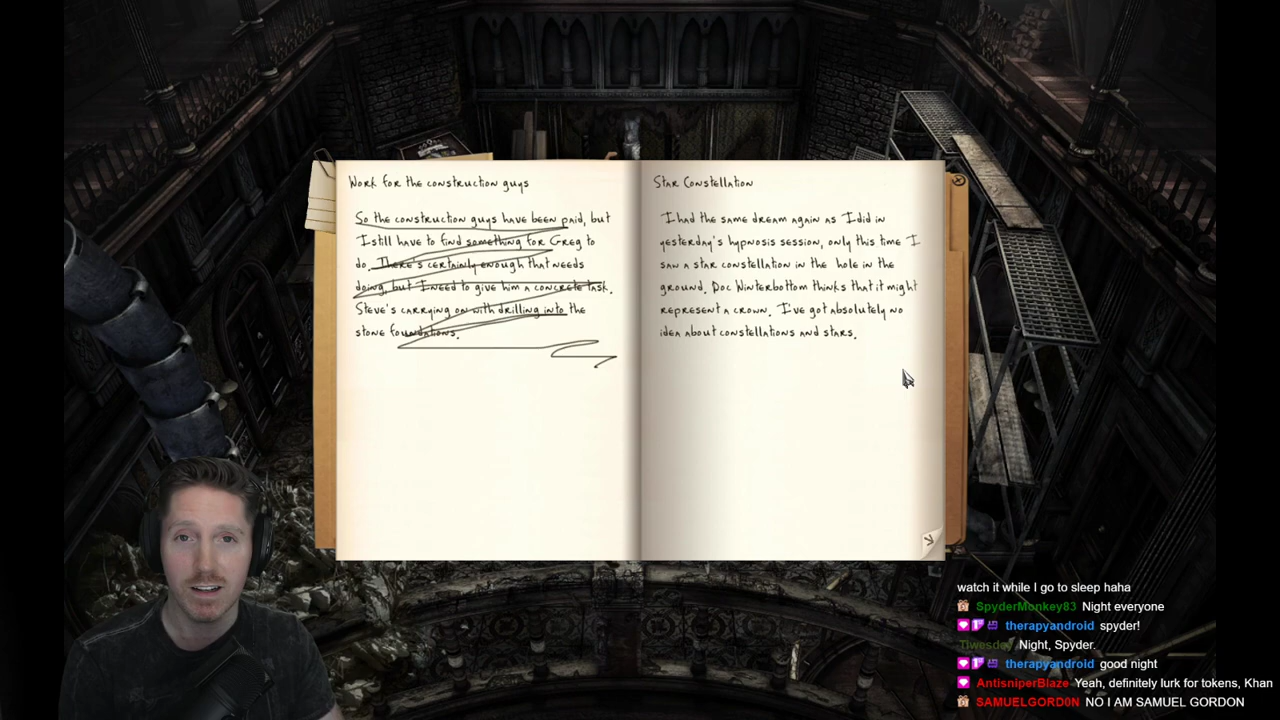 Work for the construction guys
So the construction guys have been paid, but
I still have to find something for Greg to
do. There's certainly enough that needs
doing, but I need to give him a concrete task.
Steve's carrying on with drilling into the
stone foundations.
Star Constellation
I had the same dream again as I did in
yesterday's hypnosis session, only this time I
saw a star constellation in the hole in the
ground. Doc Winterbottom thinks that it might
represent a crown. I've got absolutely no
idea about constellations and stars.
watch it while I go to sleep haha
SpyderMonkey83 Night everyone
therapyandroid spyder!
Tiwesdæg Night, Spyder.
therapyandroid good night
AntisniperBlaze Yeah, definitely lurk for tokens, Khan
SAMUELGORD0N NO I AM SAMUEL GORDON